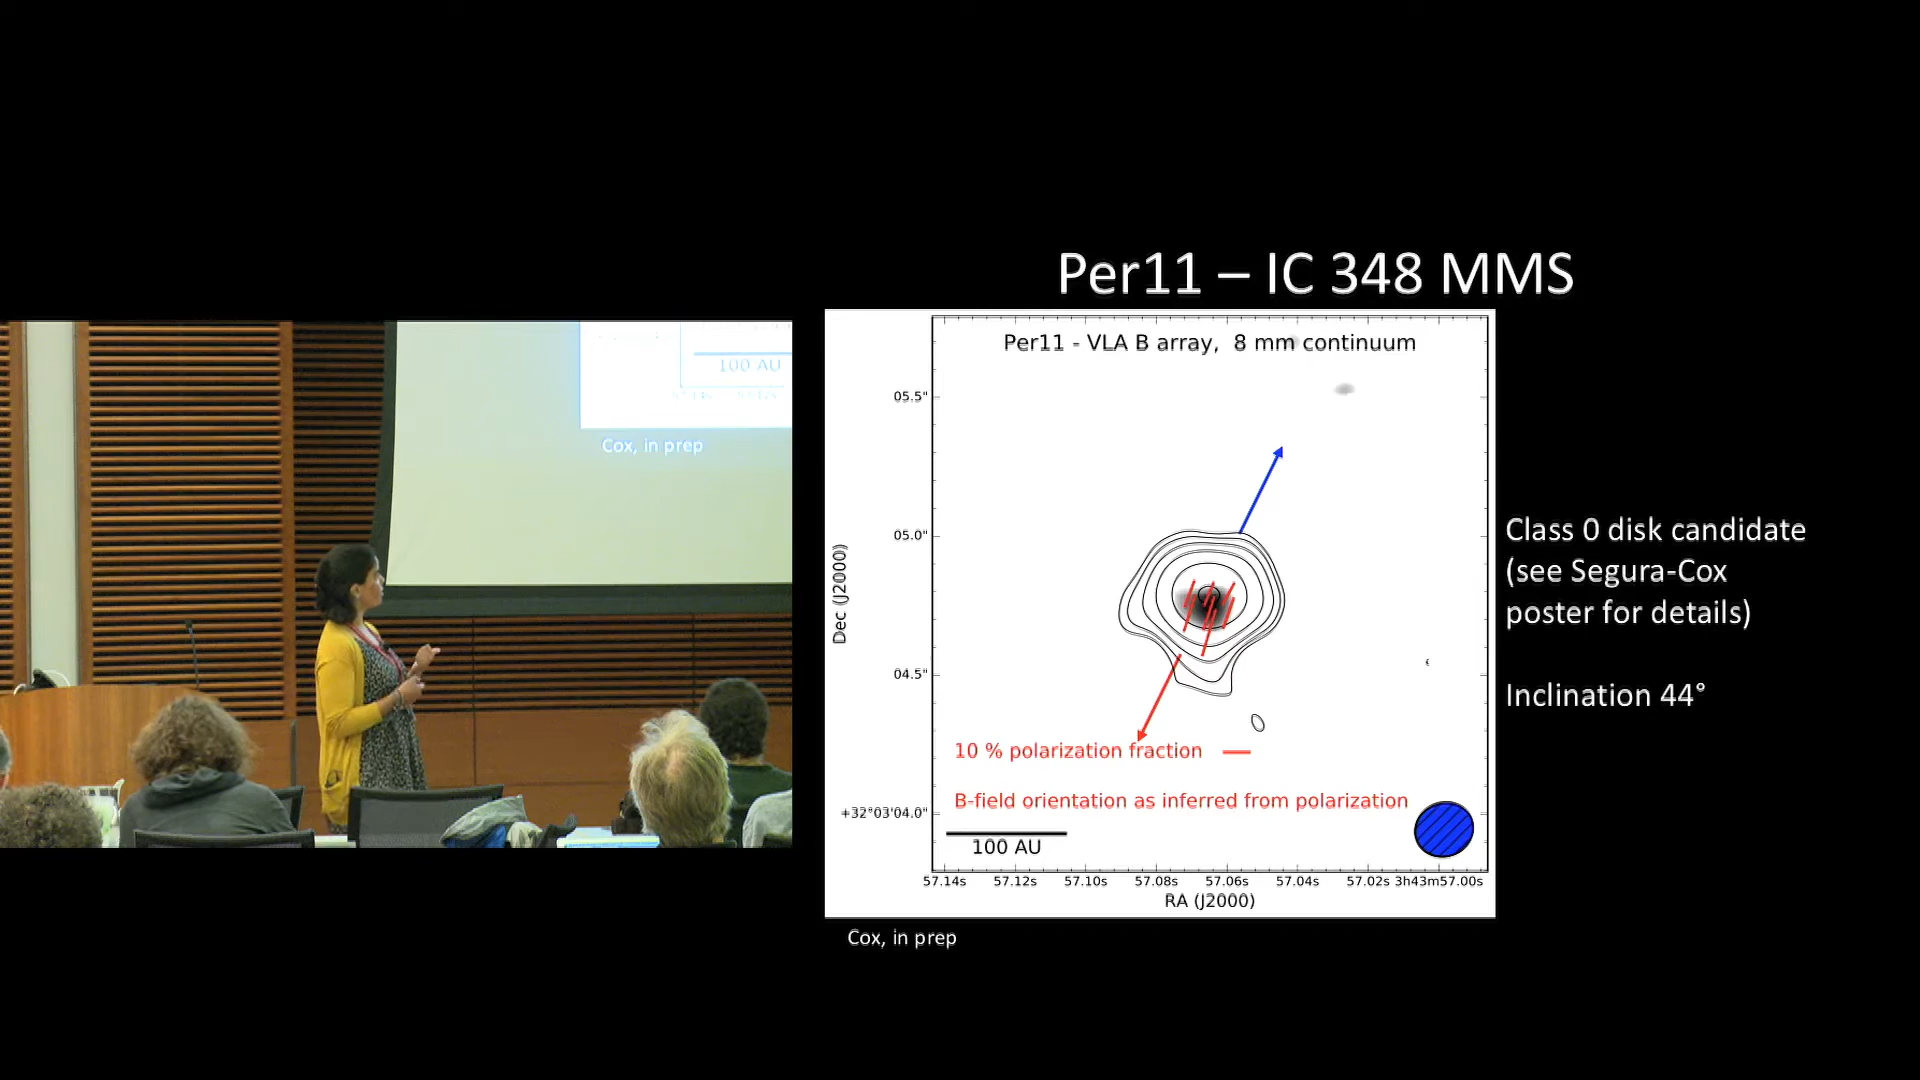 Per11 – IC 348 MMS
Per11 - VLA B array, 8 mm continuum
05.5"
05.0"
04.5"
+32°03'04.0"
Dec (J2000)
10 % polarization fraction
B-field orientation as inferred from polarization
100 AU
57.14s 57.12s 57.10s 57.08s 57.06s 57.04s 57.02s 3h43m57.00s
RA (J2000)
Cox, in prep
Class 0 disk candidate
(see Segura-Cox
poster for details)
Inclination 44°
100 AU
Cox, in prep